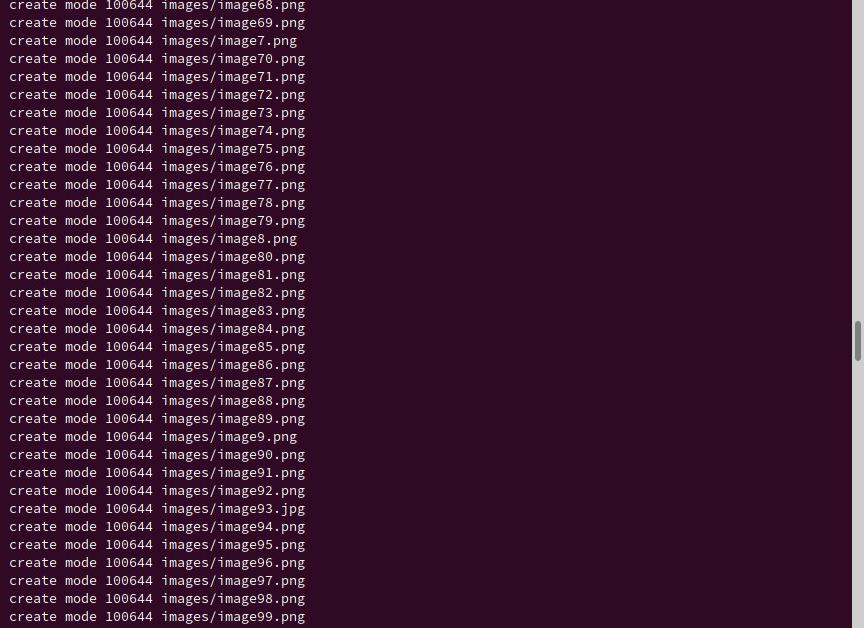 create mode 100644 images/image68.png
create mode 100644 images/image69.png
create mode 100644 images/image7.png
create mode 100644 images/image70.png
create mode 100644 images/image71.png
create mode 100644 images/image72.png
create mode 100644 images/image73.png
create mode 100644 images/image74.png
create mode 100644 images/image75.png
create mode 100644 images/image76.png
create mode 100644 images/image77.png
create mode 100644 images/image78.png
create mode 100644 images/image79.png
create mode 100644 images/image8.png
create mode 100644 images/image80.png
create mode 100644 images/image81.png
create mode 100644 images/image82.png
create mode 100644 images/image83.png
create mode 100644 images/image84.png
create mode 100644 images/image85.png
create mode 100644 images/image86.png
create mode 100644 images/image87.png
create mode 100644 images/image88.png
create mode 100644 images/image89.png
create mode 100644 images/image9.png
create mode 100644 images/image90.png
create mode 100644 images/image91.png
create mode 100644 images/image92.png
create mode 100644 images/image93.jpg
create mode 100644 images/image94.png
create mode 100644 images/image95.png
create mode 100644 images/image96.png
create mode 100644 images/image97.png
create mode 100644 images/image98.png
create mode 100644 images/image99.png